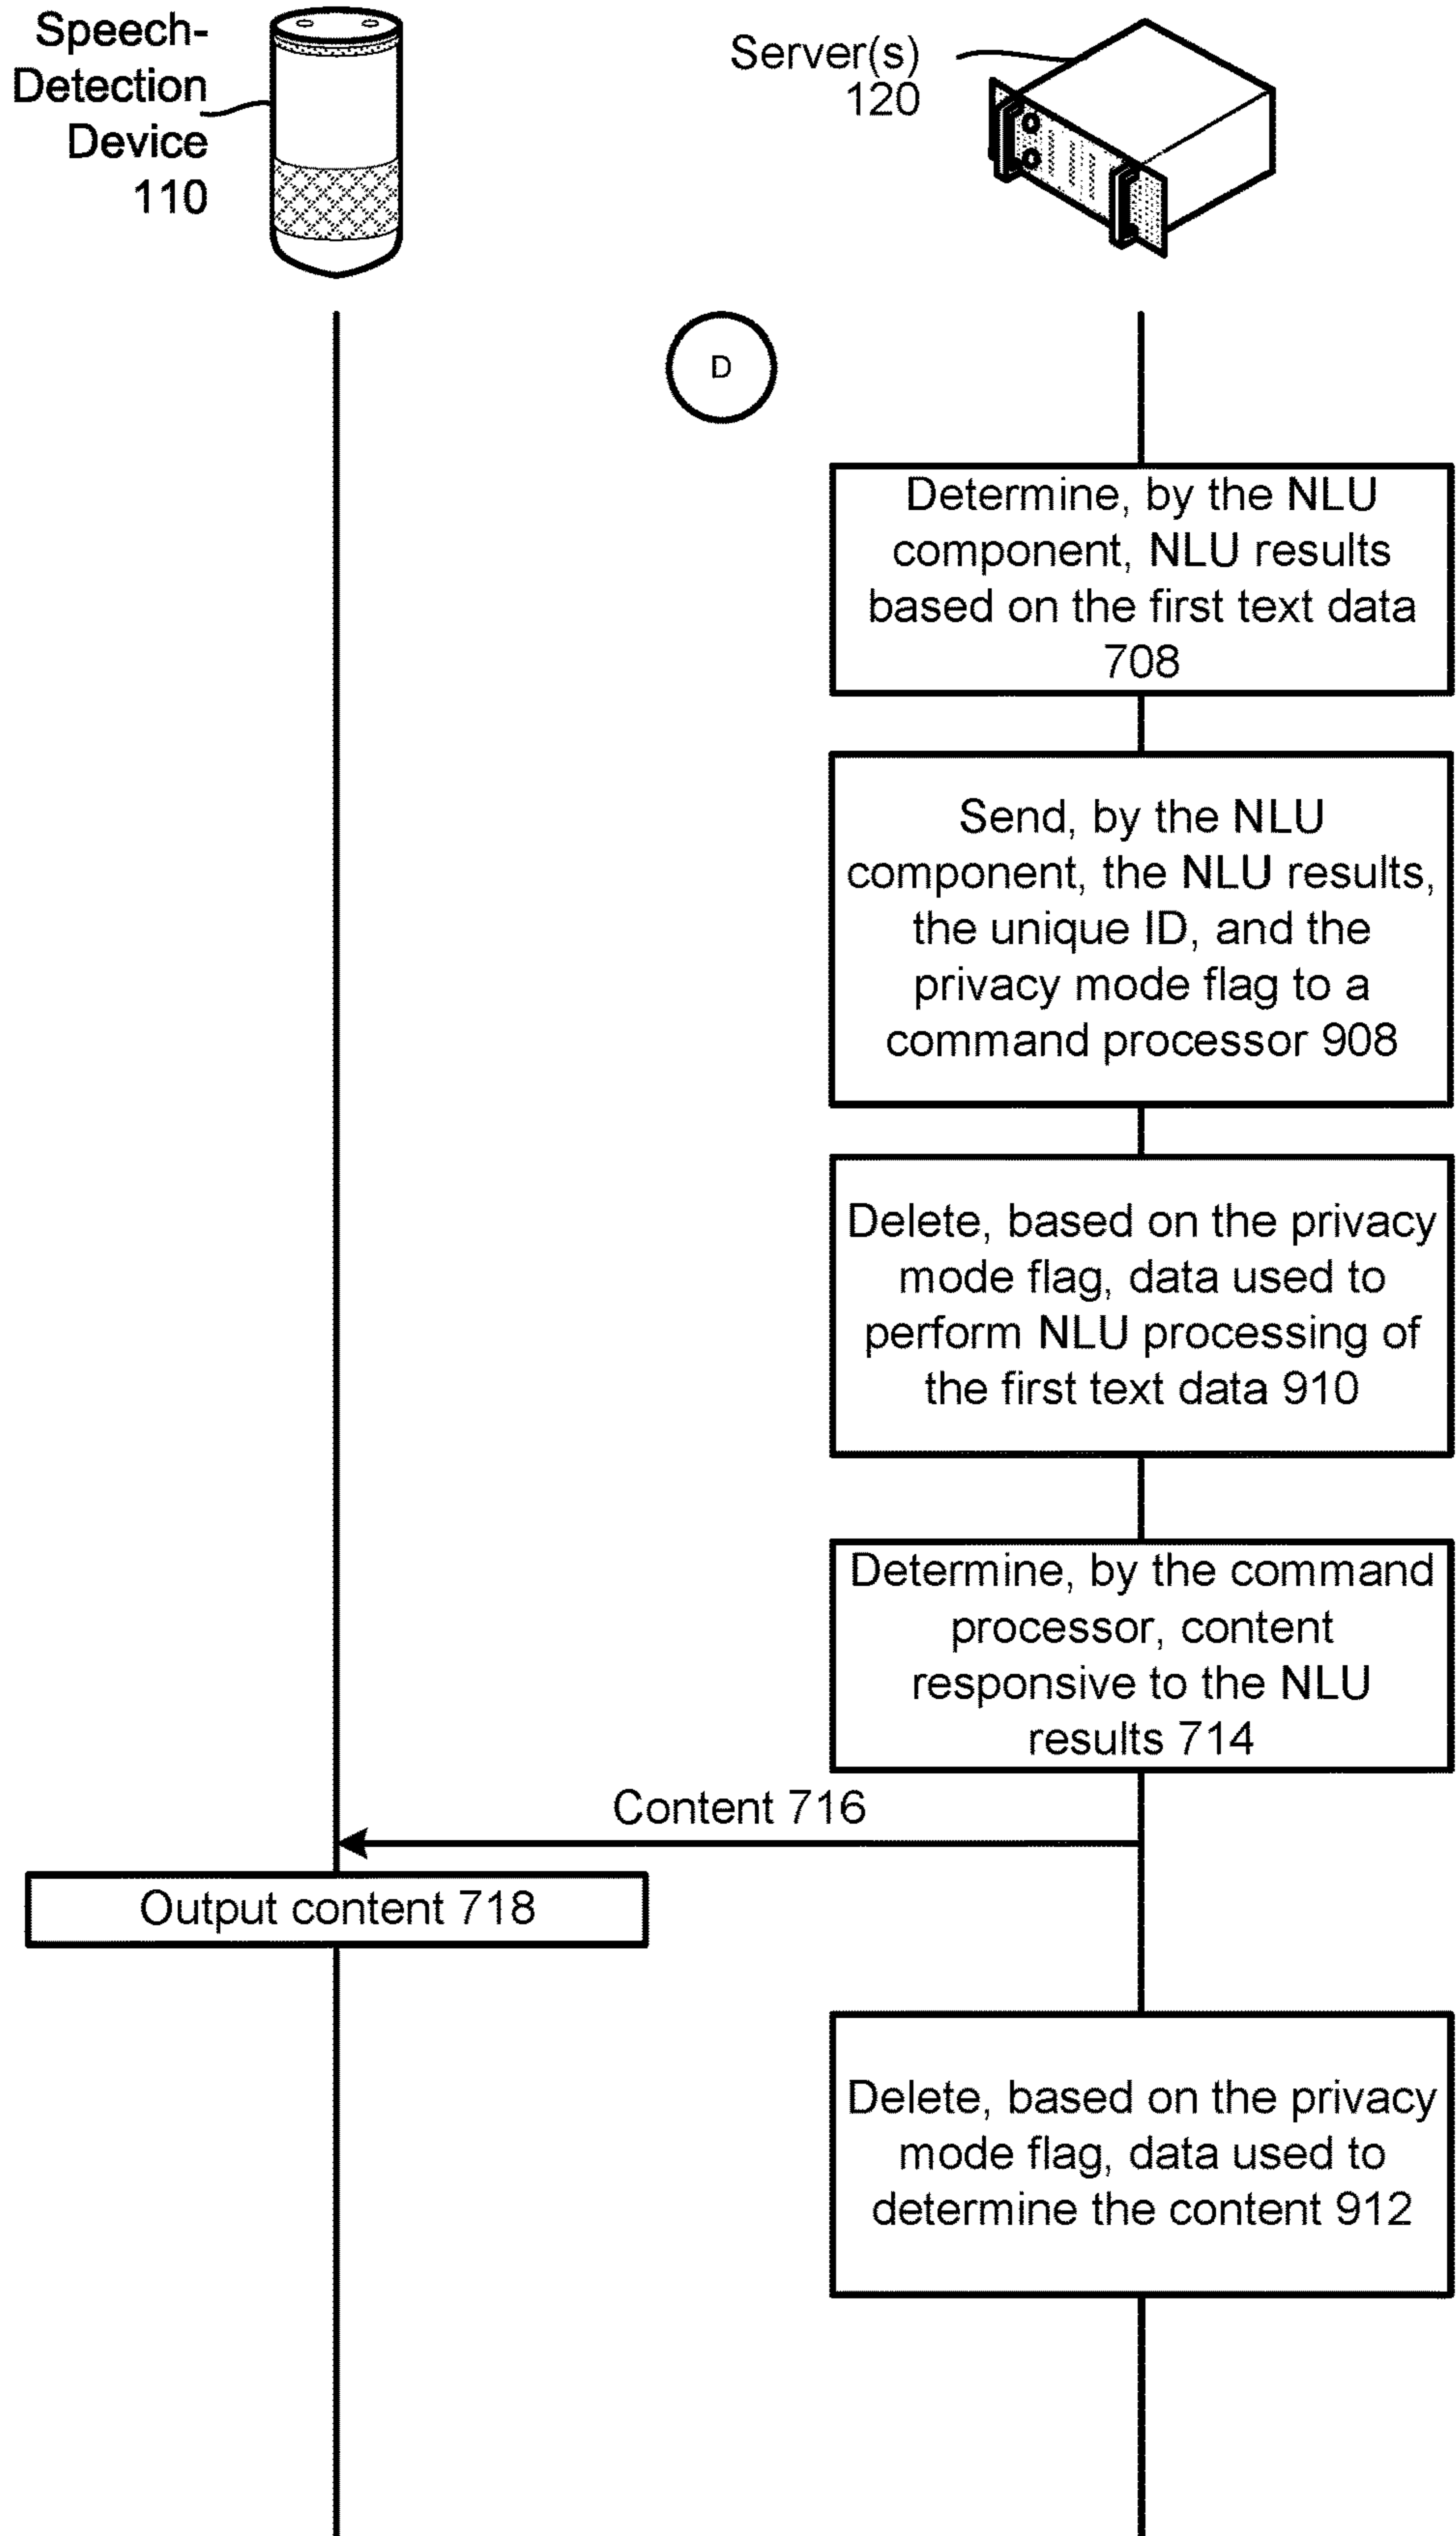 Speech-
Detection
Device
110
Server(s)
120
D
Determine, by the NLU
component, NLU results
based on the first text data
708
Send, by the NLU
component, the NLU results,
the unique ID, and the
privacy mode flag to a
command processor 908
Delete, based on the privacy
mode flag, data used to
perform NLU processing of
the first text data 910
Determine, by the command
processor, content
responsive to the NLU
results 714
Content 716
Output content 718
Delete, based on the privacy
mode flag, data used to
determine the content 912